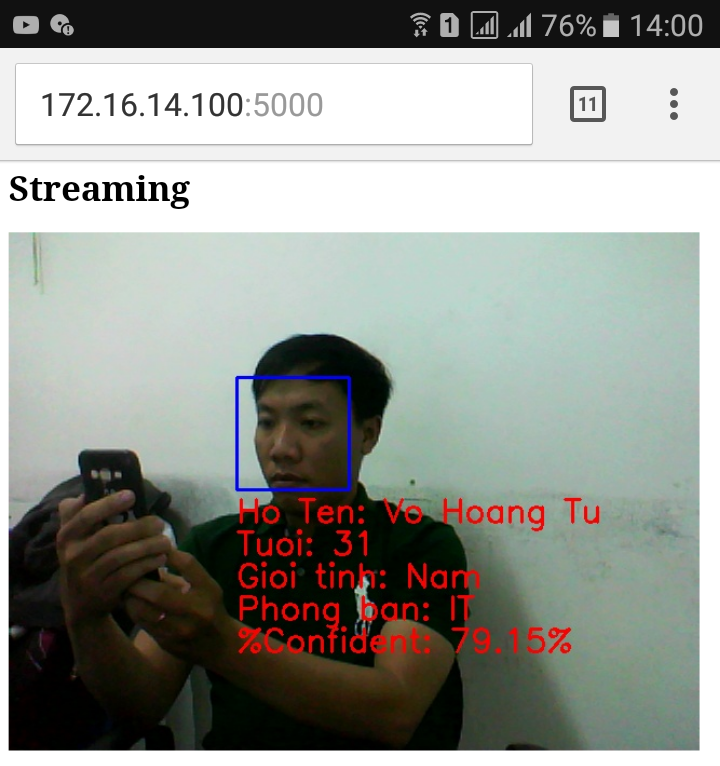 1 76% 14:00
172.16.14.100:5000 11
Streaming
Ho Ten: Vo Hoang Tu
Tuoi: 31
Gioi tinh: Nam
Phong ban: IT
%Confident: 79.15%